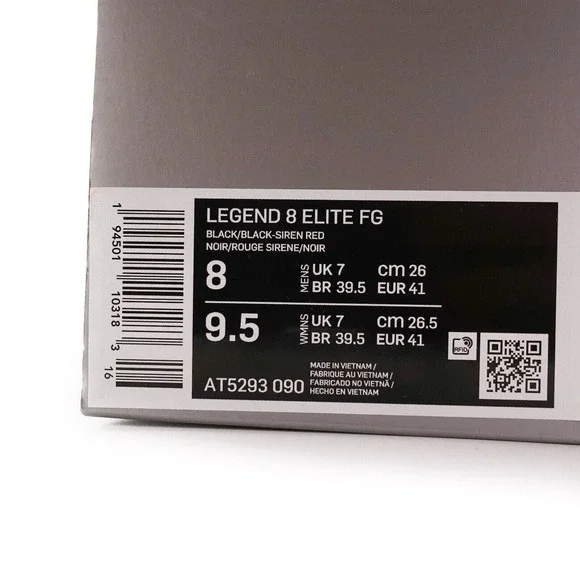 LEGEND 8 ELITE FG
BLACK/BLACK-SIREN RED
NOIR/ROUGE SIRENE/NOIR
8 MENS UK 7 cm 26
BR 39.5 EUR 41
9.5 WMNS UK 7 cm 26.5
BR 39.5 EUR 41
AT5293 090
MADE IN VIETNAM /
FABRIQUE AU VIETNAM /
FABRICADO NO VIETNÃ /
HECHO EN VIETNAM
RFID
1 94501 10318 3 16